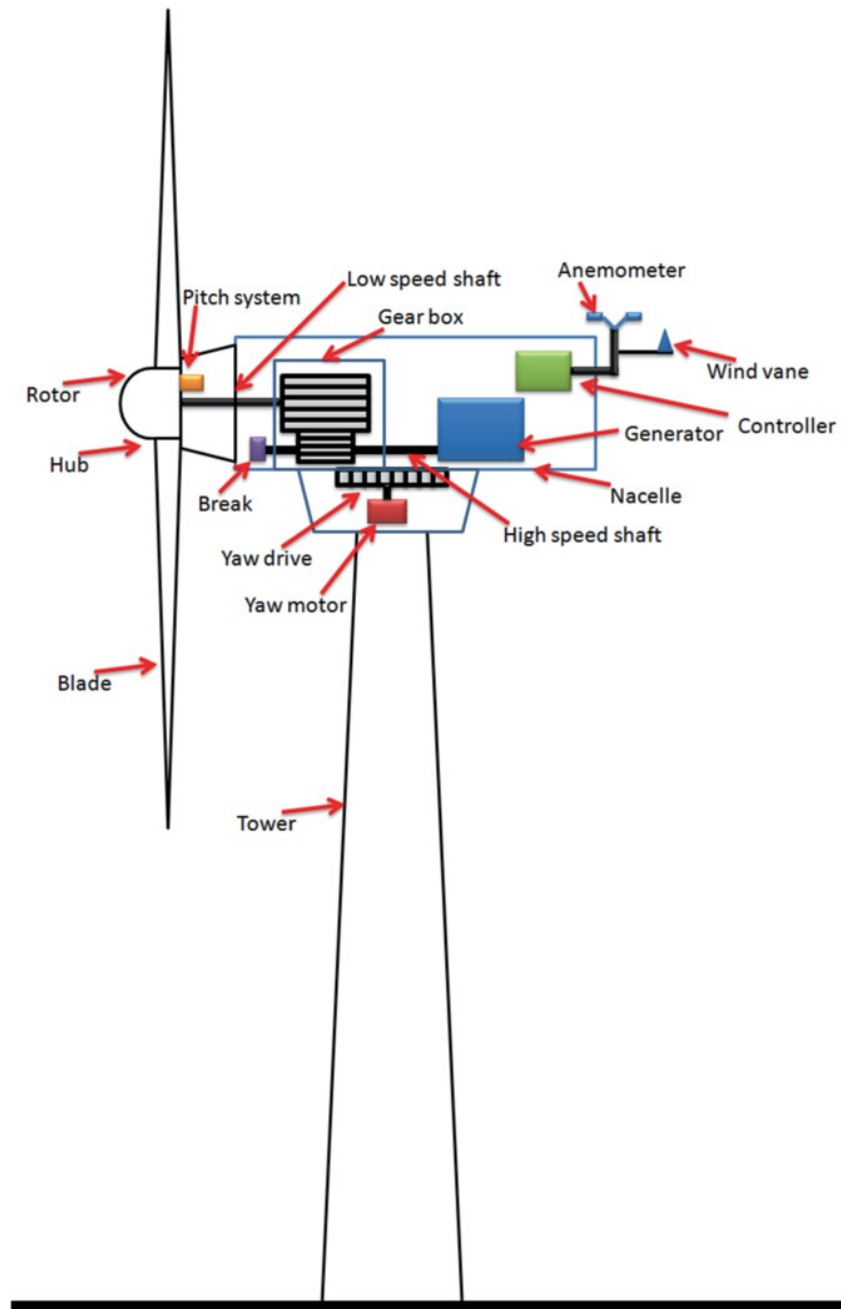 Anemometer
Low speed shaft
Pitch system
Gear box
Wind vane
Rotor
Controller
Generator
Hub
Nacelle
Break
High speed shaft
Yaw drive
Yaw motor
Blade
Tower